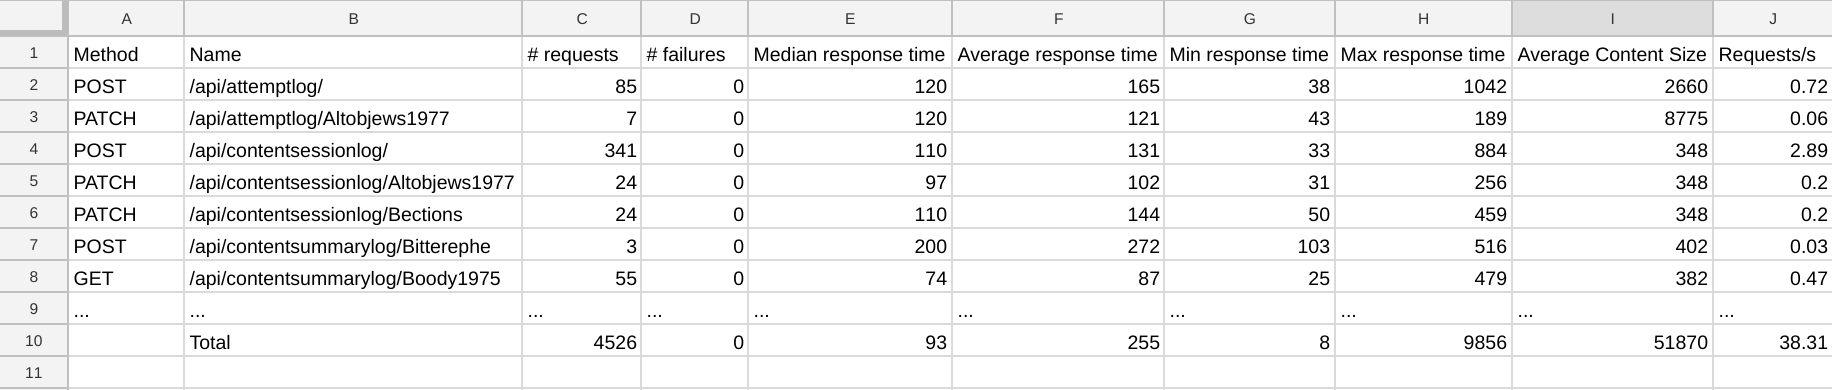 A B C D E F G H I J
1 Method Name # requests # failures Median response time Average response time Min response time Max response time Average Content Size Requests/s
2 POST /api/attemptlog/ 85 0 120 165 38 1042 2660 0.72
3 PATCH /api/attemptlog/Altobjews1977 7 0 120 121 43 189 8775 0.06
4 POST /api/contentsessionlog/ 341 0 110 131 33 884 348 2.89
5 PATCH /api/contentsessionlog/Altobjews1977 24 0 97 102 31 256 348 0.2
6 PATCH /api/contentsessionlog/Bections 24 0 110 144 50 459 348 0.2
7 POST /api/contentsummarylog/Bitterephe 3 0 200 272 103 516 402 0.03
8 GET /api/contentsummarylog/Boody1975 55 0 74 87 25 479 382 0.47
9 ... ... ... ... ... ... ... ... ... ...
10 Total 4526 0 93 255 8 9856 51870 38.31
11